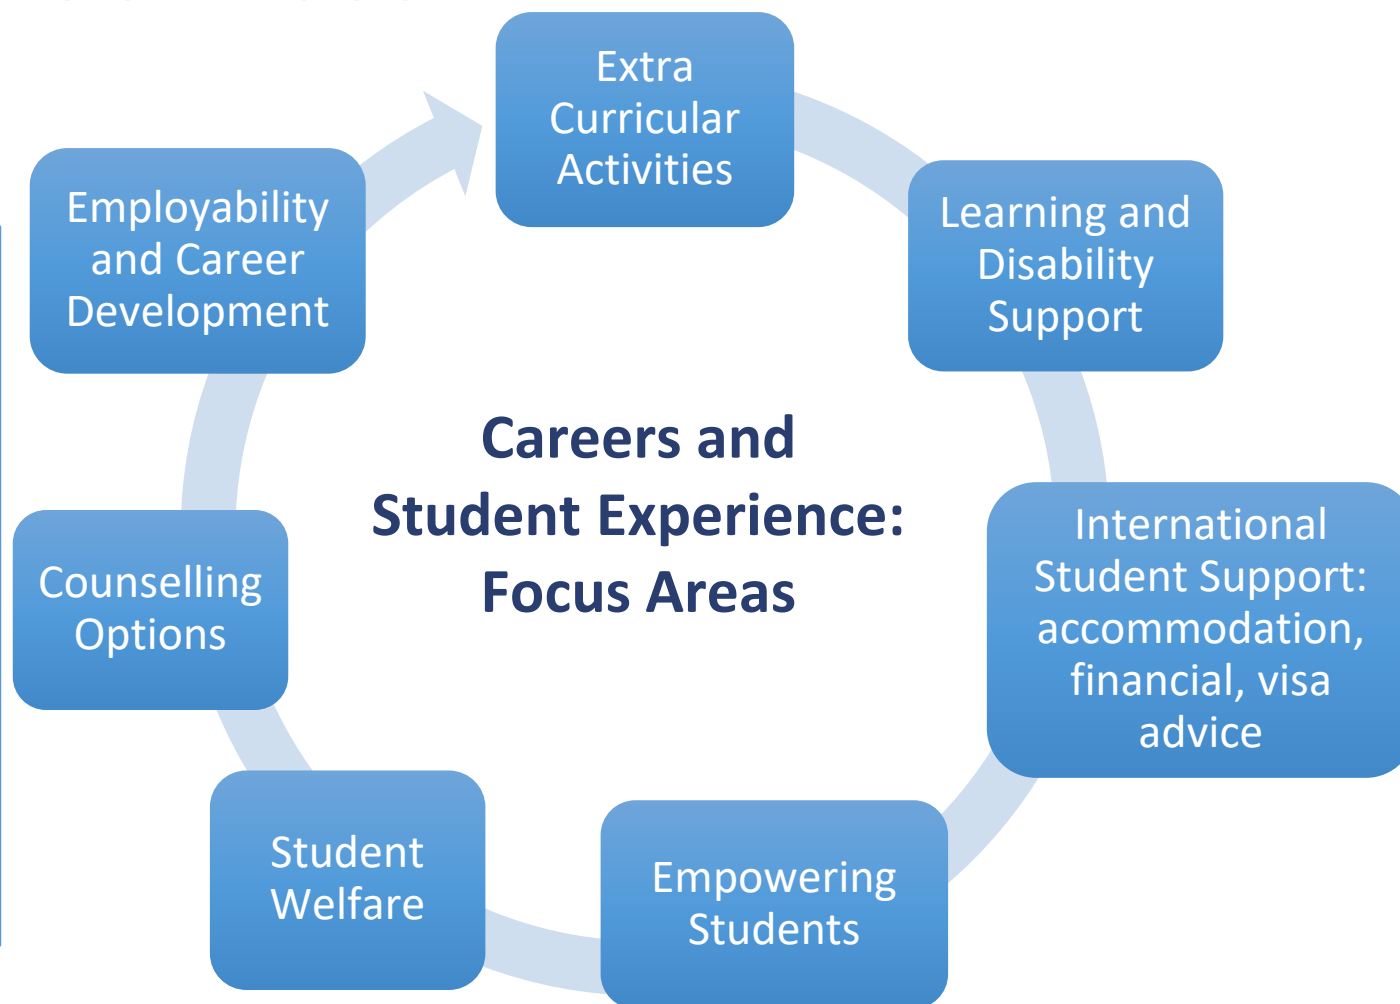 Extra
Curricular
Activities
Learning and
Disability
Support
International
Student Support:
accommodation,
financial, visa
advice
Empowering
Students
Student
Welfare
Counselling
Options
Employability
and Career
Development
Careers and
Student Experience:
Focus Areas